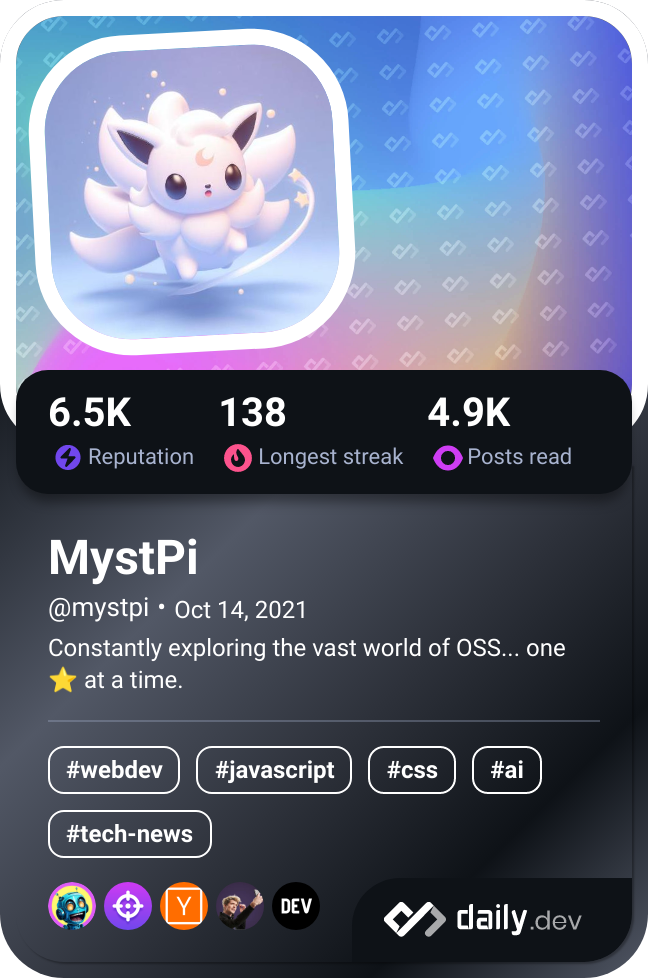 6.5K 138 4.9K
Reputation Longest streak Posts read
MystPi
@mystpi • Oct 14, 2021
Constantly exploring the vast world of OSS... one
⭐ at a time.
#webdev #javascript #css #ai
#tech-news
Y DEV
daily.dev